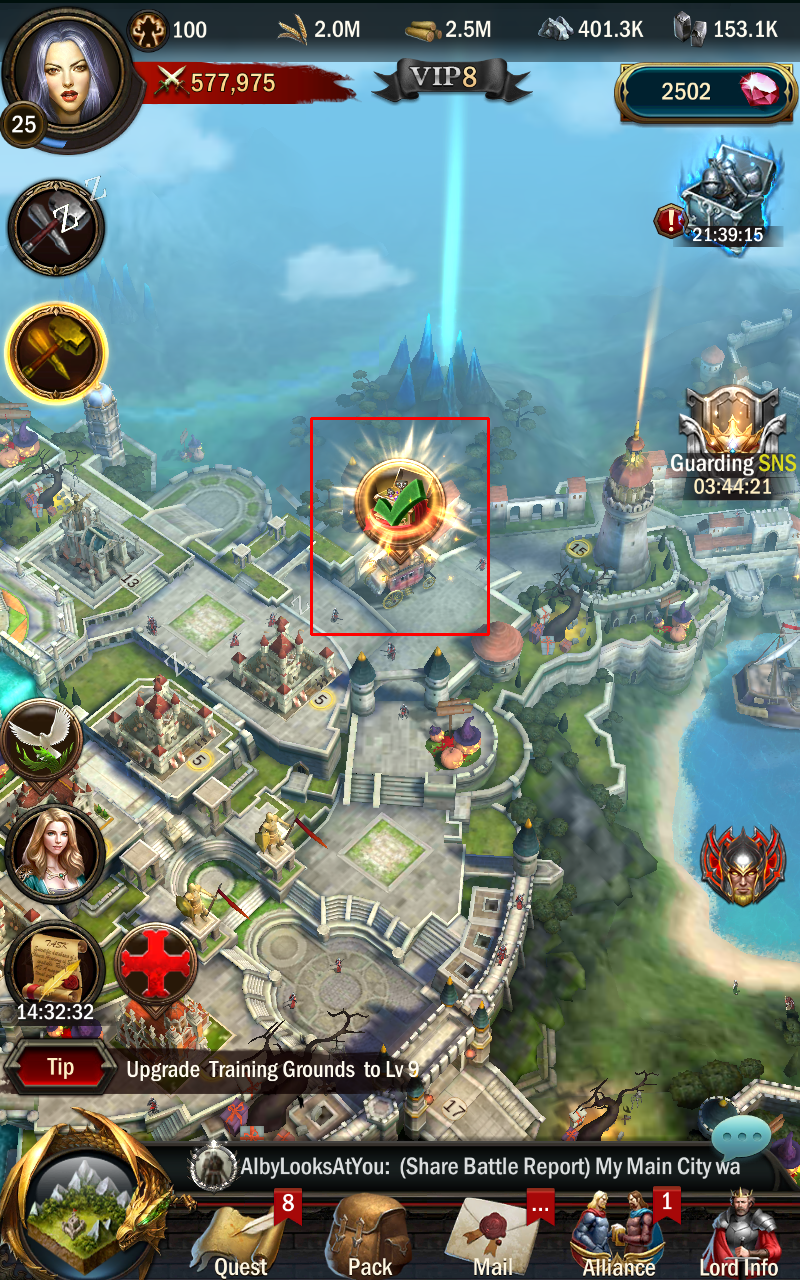 100
2.0M
2.5M
401.3K
153.1K
577,975
VIP8
2502
25
Z
Z
21:39:15
Guarding SNS
03:44:21
15
13
5
5
TASK
14:32:32
Tip
Upgrade Training Grounds to Lv 9
17
AlbyLooksAtYou: (Share Battle Report) My Main City wa
8
...
1
Quest
Pack
Mail
Alliance
Lord Info